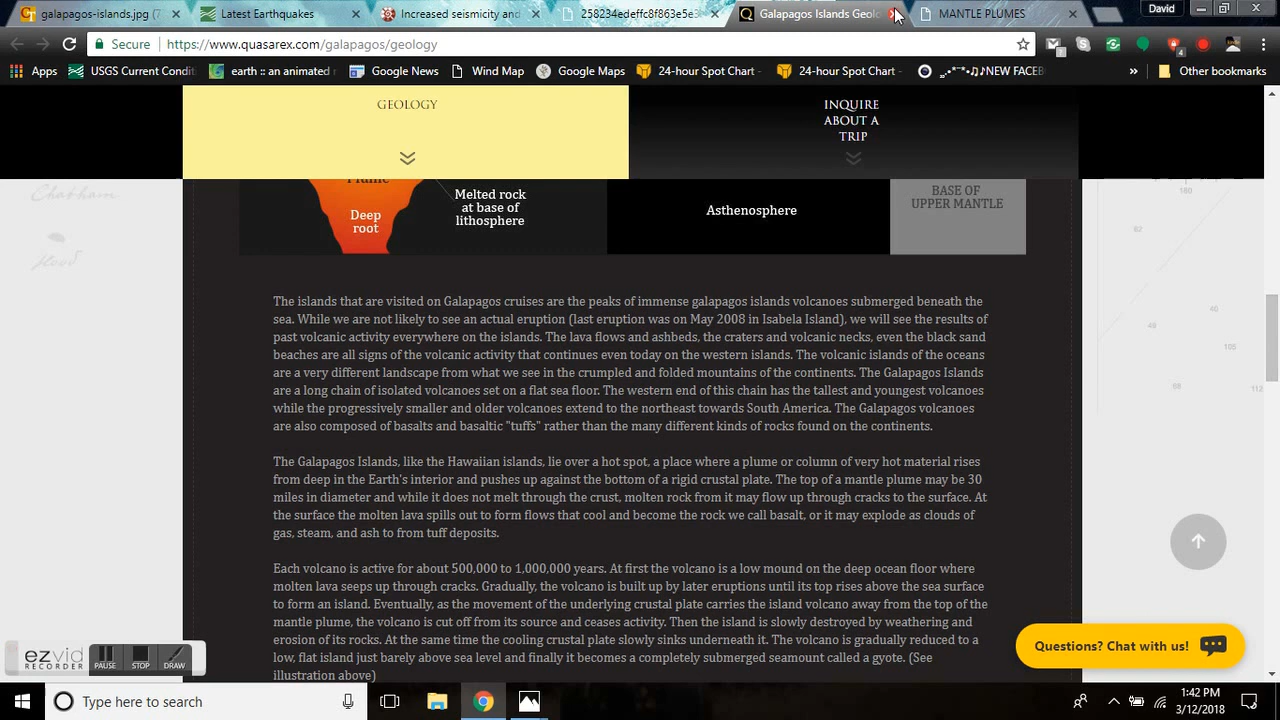 galapagos-islands.jpg (7
Latest Earthquakes
Increased seismicity and
258234edeffc8f863e5e3
Galapagos Islands Geolo
MANTLE PLUMES
David
Secure
https://www.quasarex.com/galapagos/geology
Apps
USGS Current Condit
earth :: an animated
Google News
Wind Map
Google Maps
24-hour Spot Chart -
24-hour Spot Chart -
NEW FACEB
»
Other bookmarks
GEOLOGY
INQUIRE
ABOUT A
TRIP
Chatham
Plume
Deep
root
Melted rock
at base of
lithosphere
Asthenosphere
BASE OF
UPPER MANTLE
The islands that are visited on Galapagos cruises are the peaks of immense galapagos islands volcanoes submerged beneath the
sea. While we are not likely to see an actual eruption (last eruption was on May 2008 in Isabela Island), we will see the results of
past volcanic activity everywhere on the islands. The lava flows and ashbeds, the craters and volcanic necks, even the black sand
beaches are all signs of the volcanic activity that continues even today on the western islands. The volcanic islands of the oceans
are a very different landscape from what we see in the crumpled and folded mountains of the continents. The Galapagos Islands
are a long chain of isolated volcanoes set on a flat sea floor. The western end of this chain has the tallest and youngest volcanoes
while the progressively smaller and older volcanoes extend to the northeast towards South America. The Galapagos volcanoes
are also composed of basalts and basaltic "tuffs" rather than the many different kinds of rocks found on the continents.
The Galapagos Islands, like the Hawaiian islands, lie over a hot spot, a place where a plume or column of very hot material rises
from deep in the Earth's interior and pushes up against the bottom of a rigid crustal plate. The top of a mantle plume may be 30
miles in diameter and while it does not melt through the crust, molten rock from it may flow up through cracks to the surface. At
the surface the molten lava spills out to form flows that cool and become the rock we call basalt, or it may explode as clouds of
gas, steam, and ash to from tuff deposits.
Each volcano is active for about 500,000 to 1,000,000 years. At first the volcano is a low mound on the deep ocean floor where
molten lava seeps up through cracks. Gradually, the volcano is built up by later eruptions until its top rises above the sea surface
to form an island. Eventually, as the movement of the underlying crustal plate carries the island volcano away from the top of the
mantle plume, the volcano is cut off from its source and ceases activity. Then the island is slowly destroyed by weathering and
erosion of its rocks. At the same time the cooling crustal plate slowly sinks underneath it. The volcano is gradually reduced to a
low, flat island just barely above sea level and finally it becomes a completely submerged seamount called a gyote. (See
illustration above)
160
82
40
48
105
68
112
Questions? Chat with us!
ezvid
RECORDER
PAUSE
STOP
DRAW
Type here to search
1:42 PM
3/12/2018